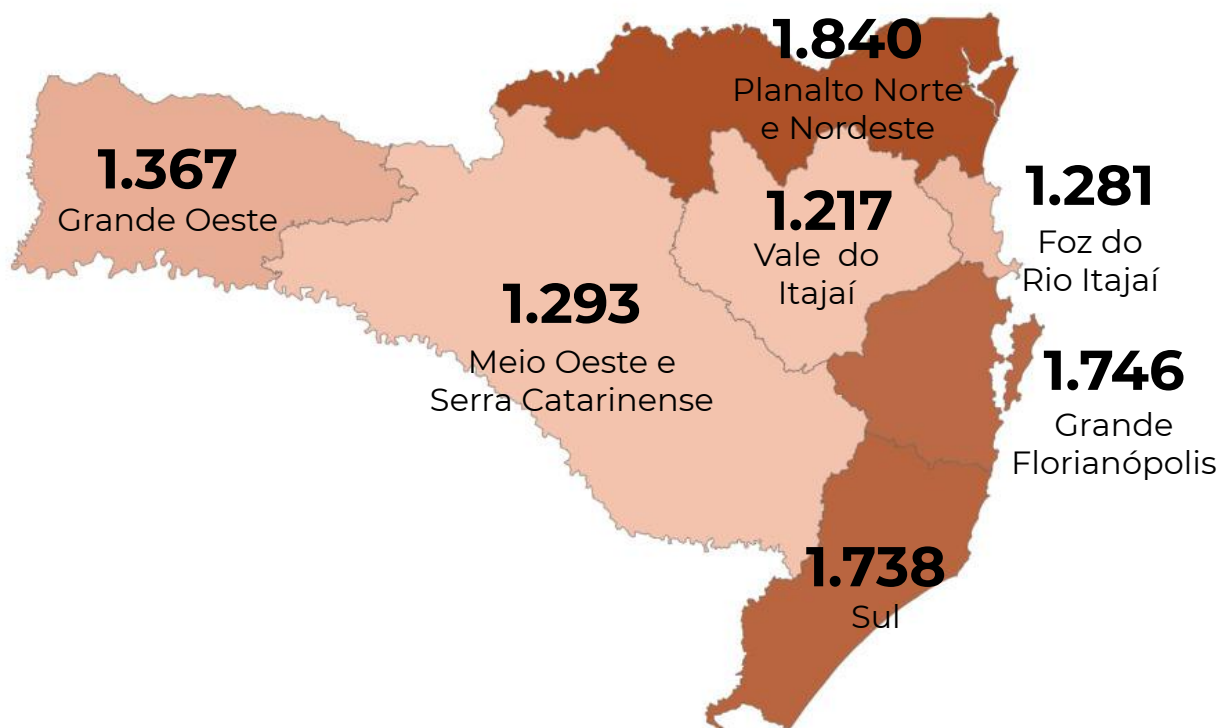 1.840
Planalto Norte
e Nordeste
1.367
Grande Oeste
1.217
Vale do
Itajaí
1.281
Foz do
Rio Itajaí
1.293
Meio Oeste e
Serra Catarinense
1.746
Grande
Florianópolis
1.738
Sul